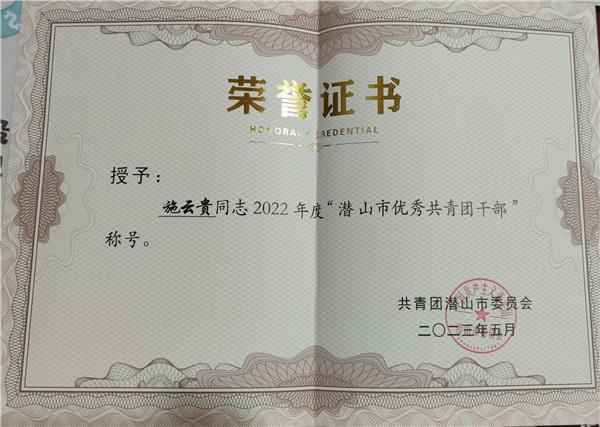 荣誉证书
HONORARY CREDENTIAL
授予：
施云贵同志2022年度“潜山市优秀共青团干部”
称号。
共青团潜山市委员会
二〇二三年五月